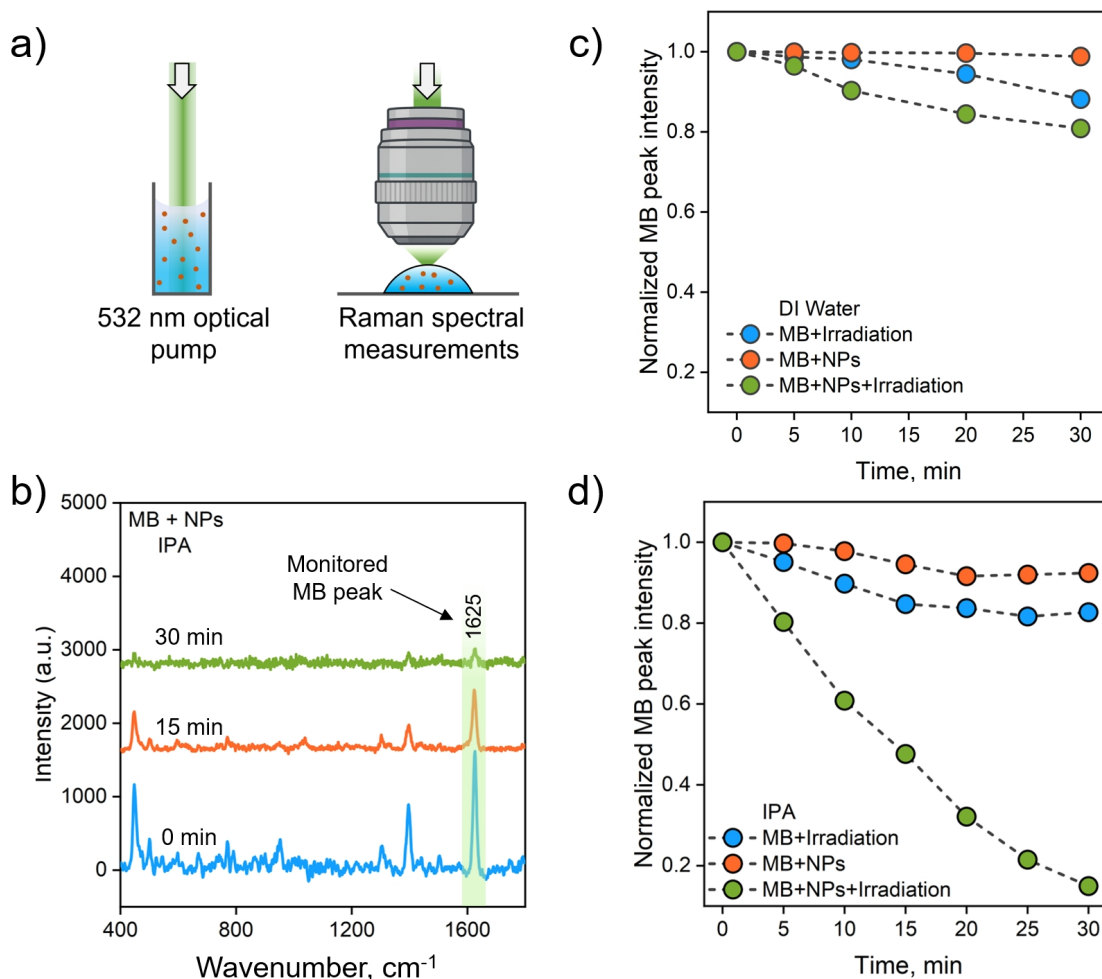 a)
532 nm optical
pump
Raman spectral
measurements
b)
5000
4000
3000
2000
1000
0
Intensity (a.u.)
MB + NPs
IPA
Monitored
MB peak
1625
30 min
15 min
0 min
400
800
1200
1600
Wavenumber, cm⁻¹
c)
1.0
0.8
0.6
0.4
0.2
Normalized MB peak intensity
DI Water
MB+Irradiation
MB+NPs
MB+NPs+Irradiation
0
5
10
15
20
25
30
Time, min
d)
1.0
0.8
0.6
0.4
0.2
Normalized MB peak intensity
IPA
MB+Irradiation
MB+NPs
MB+NPs+Irradiation
0
5
10
15
20
25
30
Time, min